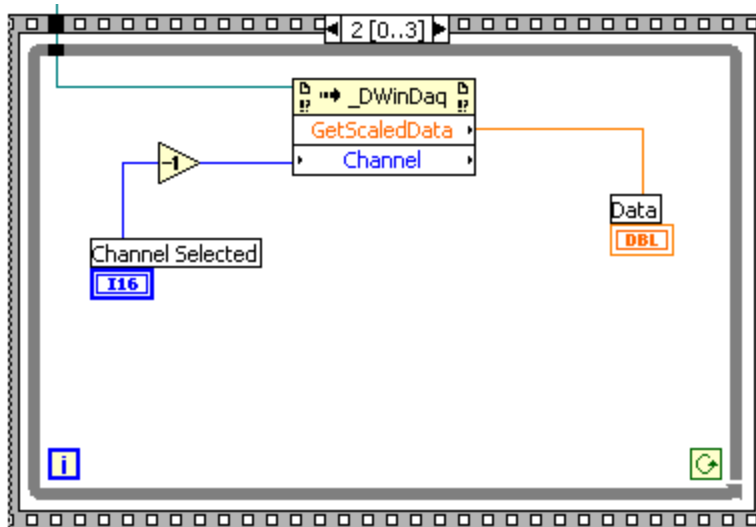 2 [0..3]
_DWinDaq
GetScaledData
Channel
-1
Channel Selected
I16
Data
DBL
i